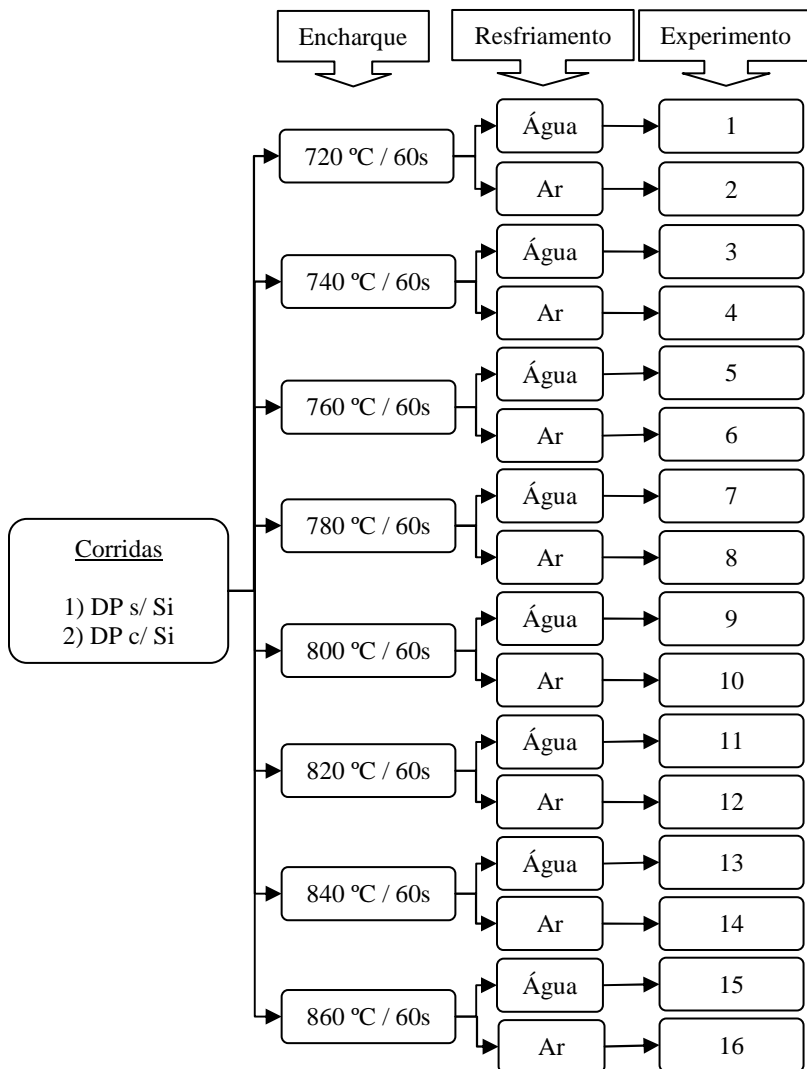 Encharque
Resfriamento
Experimento
Corridas
1) DP s/ Si
2) DP c/ Si
720 ºC / 60s
Água
1
Ar
2
740 ºC / 60s
Água
3
Ar
4
760 ºC / 60s
Água
5
Ar
6
780 ºC / 60s
Água
7
Ar
8
800 ºC / 60s
Água
9
Ar
10
820 ºC / 60s
Água
11
Ar
12
840 ºC / 60s
Água
13
Ar
14
860 ºC / 60s
Água
15
Ar
16